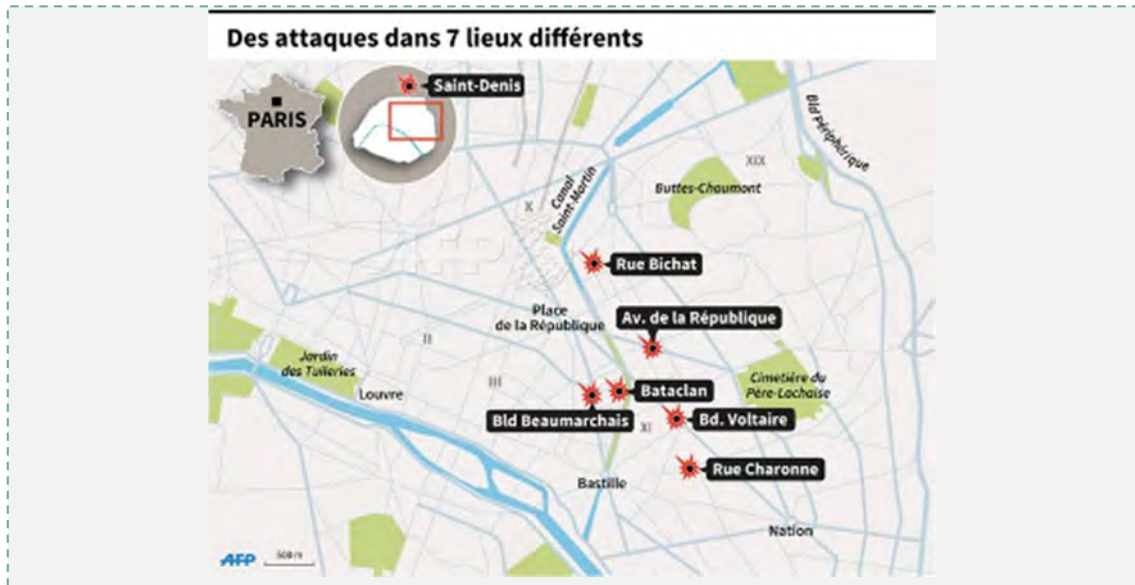 Des attaques dans 7 lieux différents
Saint-Denis
PARIS
Bld Périphérique
XIX
Buttes-Chaumont
Canal
Saint-Martin
X
AFP
Rue Bichat
Place
de la République
Av. de la République
II
Jardin
des Tuileries
Louvre
III
Bataclan
Cimetière du
Père-Lachaise
Bld Beaumarchais
XI
Bd. Voltaire
Rue Charonne
Bastille
Nation
AFP
500 m